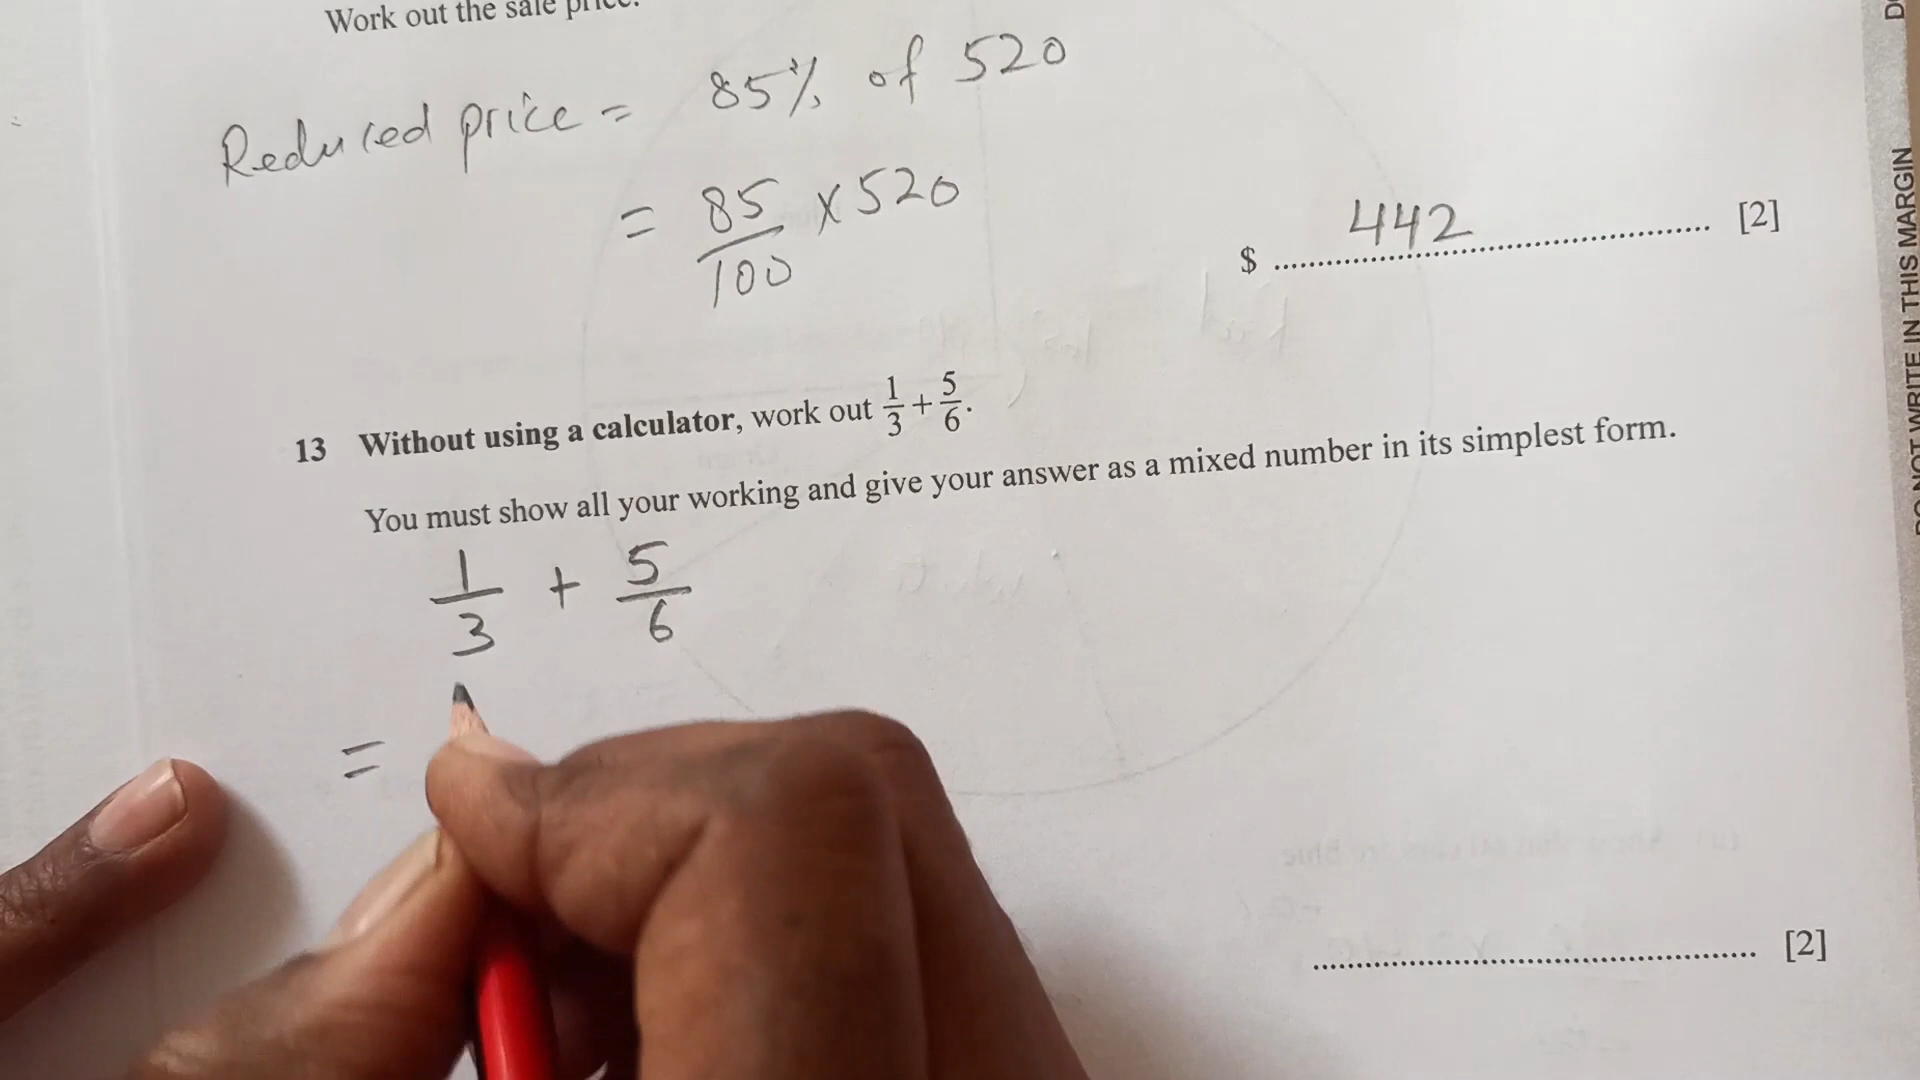 Work out the sale price.
Reduced price = 85% of 520
= 85/100 × 520
$ 442 [2]
13 Without using a calculator, work out 1/3 + 5/6.
You must show all your working and give your answer as a mixed number in its simplest form.
1/3 + 5/6
=
[2]
DO NOT WRITE IN THIS MARGIN